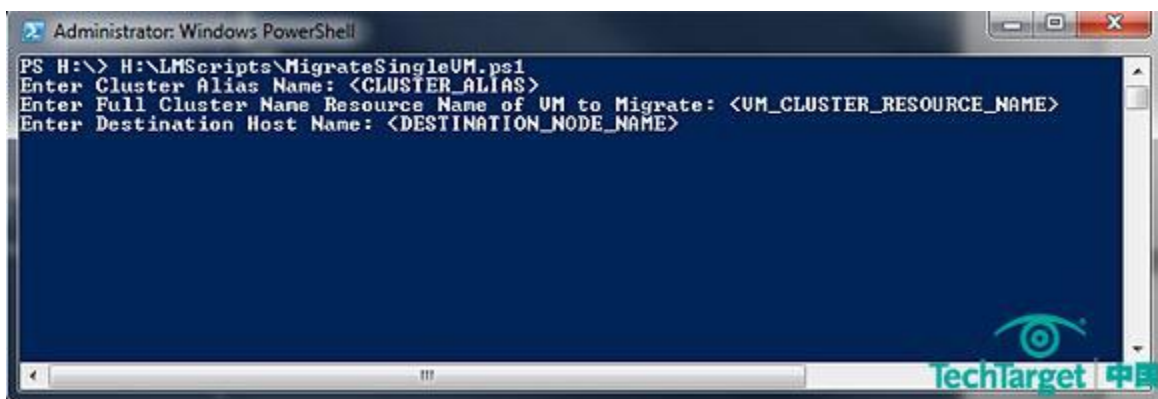 Administrator: Windows PowerShell
PS H:\> H:\LMScripts\MigrateSingleVM.ps1
Enter Cluster Alias Name: <CLUSTER_ALIAS>
Enter Full Cluster Name Resource Name of VM to Migrate: <VM_CLUSTER_RESOURCE_NAME>
Enter Destination Host Name: <DESTINATION_NODE_NAME>
TechTarget 中国